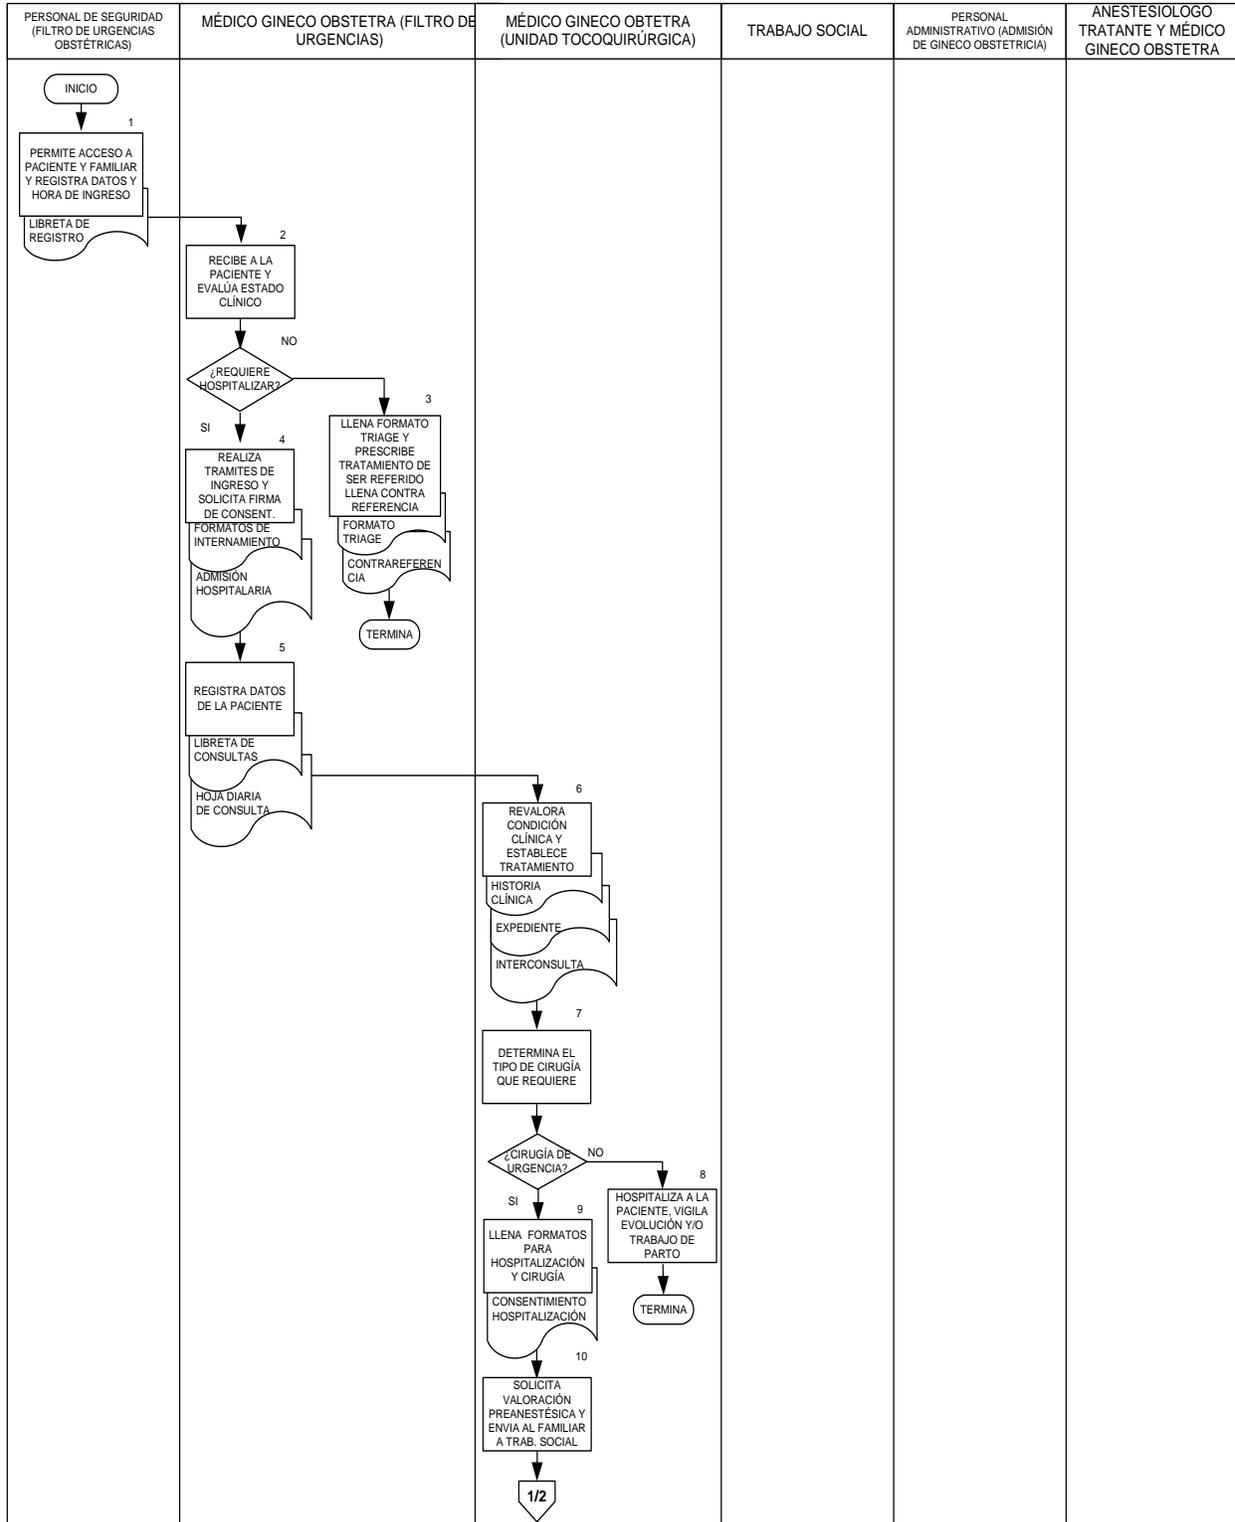 PERSONAL DE SEGURIDAD
(FILTRO DE URGENCIAS
OBSTÉTRICAS)
MÉDICO GINECO OBSTETRA (FILTRO DE
URGENCIAS)
MÉDICO GINECO OBTETRA
(UNIDAD TOCOQUIRÚRGICA)
TRABAJO SOCIAL
PERSONAL
ADMINISTRATIVO (ADMISIÓN
DE GINECO OBSTETRICIA)
ANESTESIOLOGO
TRATANTE Y MÉDICO
GINECO OBSTETRA
INICIO
1
PERMITE ACCESO A
PACIENTE Y FAMILIAR
Y REGISTRA DATOS Y
HORA DE INGRESO
LIBRETA DE
REGISTRO
2
RECIBE A LA
PACIENTE Y
EVALÚA ESTADO
CLÍNICO
¿REQUIERE
HOSPITALIZAR?
NO
3
LLENA FORMATO
TRIAGE Y
PRESCRIBE
TRATAMIENTO DE
SER REFERIDO
LLENA CONTRA
REFERENCIA
FORMATO
TRIAGE
CONTRAREFEREN
CIA
TERMINA
SI
4
REALIZA
TRAMITES DE
INGRESO Y
SOLICITA FIRMA
DE CONSENT.
FORMATOS DE
INTERNAMIENTO
ADMISIÓN
HOSPITALARIA
5
REGISTRA DATOS
DE LA PACIENTE
LIBRETA DE
CONSULTAS
HOJA DIARIA
DE CONSULTA
6
REVALORA
CONDICIÓN
CLÍNICA Y
ESTABLECE
TRATAMIENTO
HISTORIA
CLÍNICA
EXPEDIENTE
INTERCONSULTA
7
DETERMINA EL
TIPO DE CIRUGÍA
QUE REQUIERE
¿CIRUGÍA DE
URGENCIA?
NO
8
HOSPITALIZA A LA
PACIENTE, VIGILA
EVOLUCIÓN Y/O
TRABAJO DE
PARTO
TERMINA
SI
9
LLENA FORMATOS
PARA
HOSPITALIZACIÓN
Y CIRUGÍA
CONSENTIMIENTO
HOSPITALIZACIÓN
10
SOLICITA
VALORACIÓN
PREANESTÉSICA Y
ENVIA AL FAMILIAR
A TRAB. SOCIAL
1/2